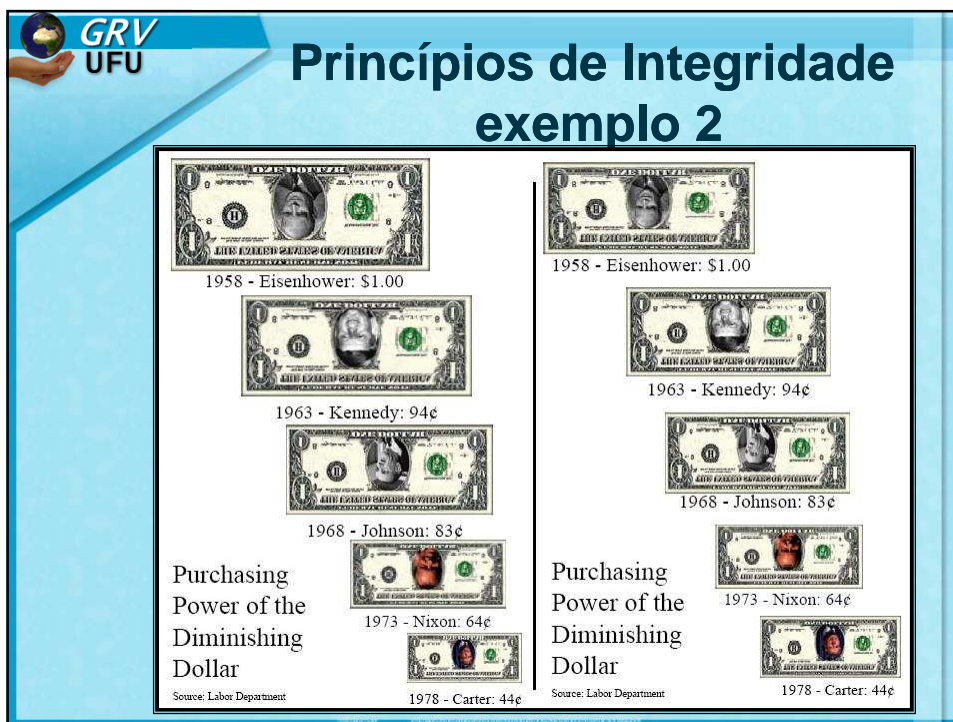 GRV
UFU
Princípios de Integridade
exemplo 2
1958 - Eisenhower: $1.00
1963 - Kennedy: 94¢
1968 - Johnson: 83¢
1973 - Nixon: 64¢
1978 - Carter: 44¢
Purchasing
Power of the
Diminishing
Dollar
Source: Labor Department
1958 - Eisenhower: $1.00
1963 - Kennedy: 94¢
1968 - Johnson: 83¢
1973 - Nixon: 64¢
1978 - Carter: 44¢
Purchasing
Power of the
Diminishing
Dollar
Source: Labor Department